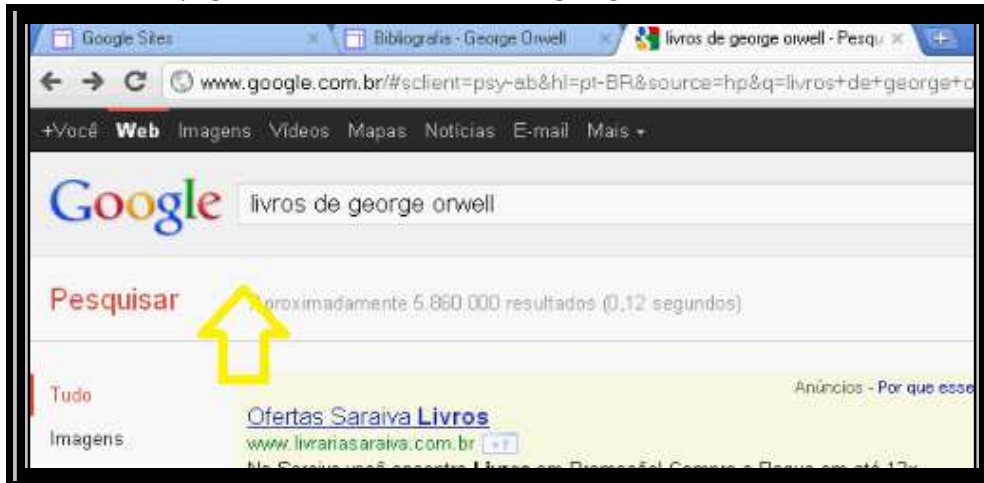 Google Sites
Bibliografia - George Orwell
livros de george orwell - Pesqu
www.google.com.br/#sclient=psy-ab&hl=pt-BR&source=hp&q=livros+de+george+o
+Você Web Imagens Vídeos Mapas Notícias E-mail Mais
Google livros de george orwell
Pesquisar Aproximadamente 5.860.000 resultados (0,12 segundos)
Tudo
Anúncios - Por que esse
Ofertas Saraiva Livros
Imagens
www.livrariasaraiva.com.br +1